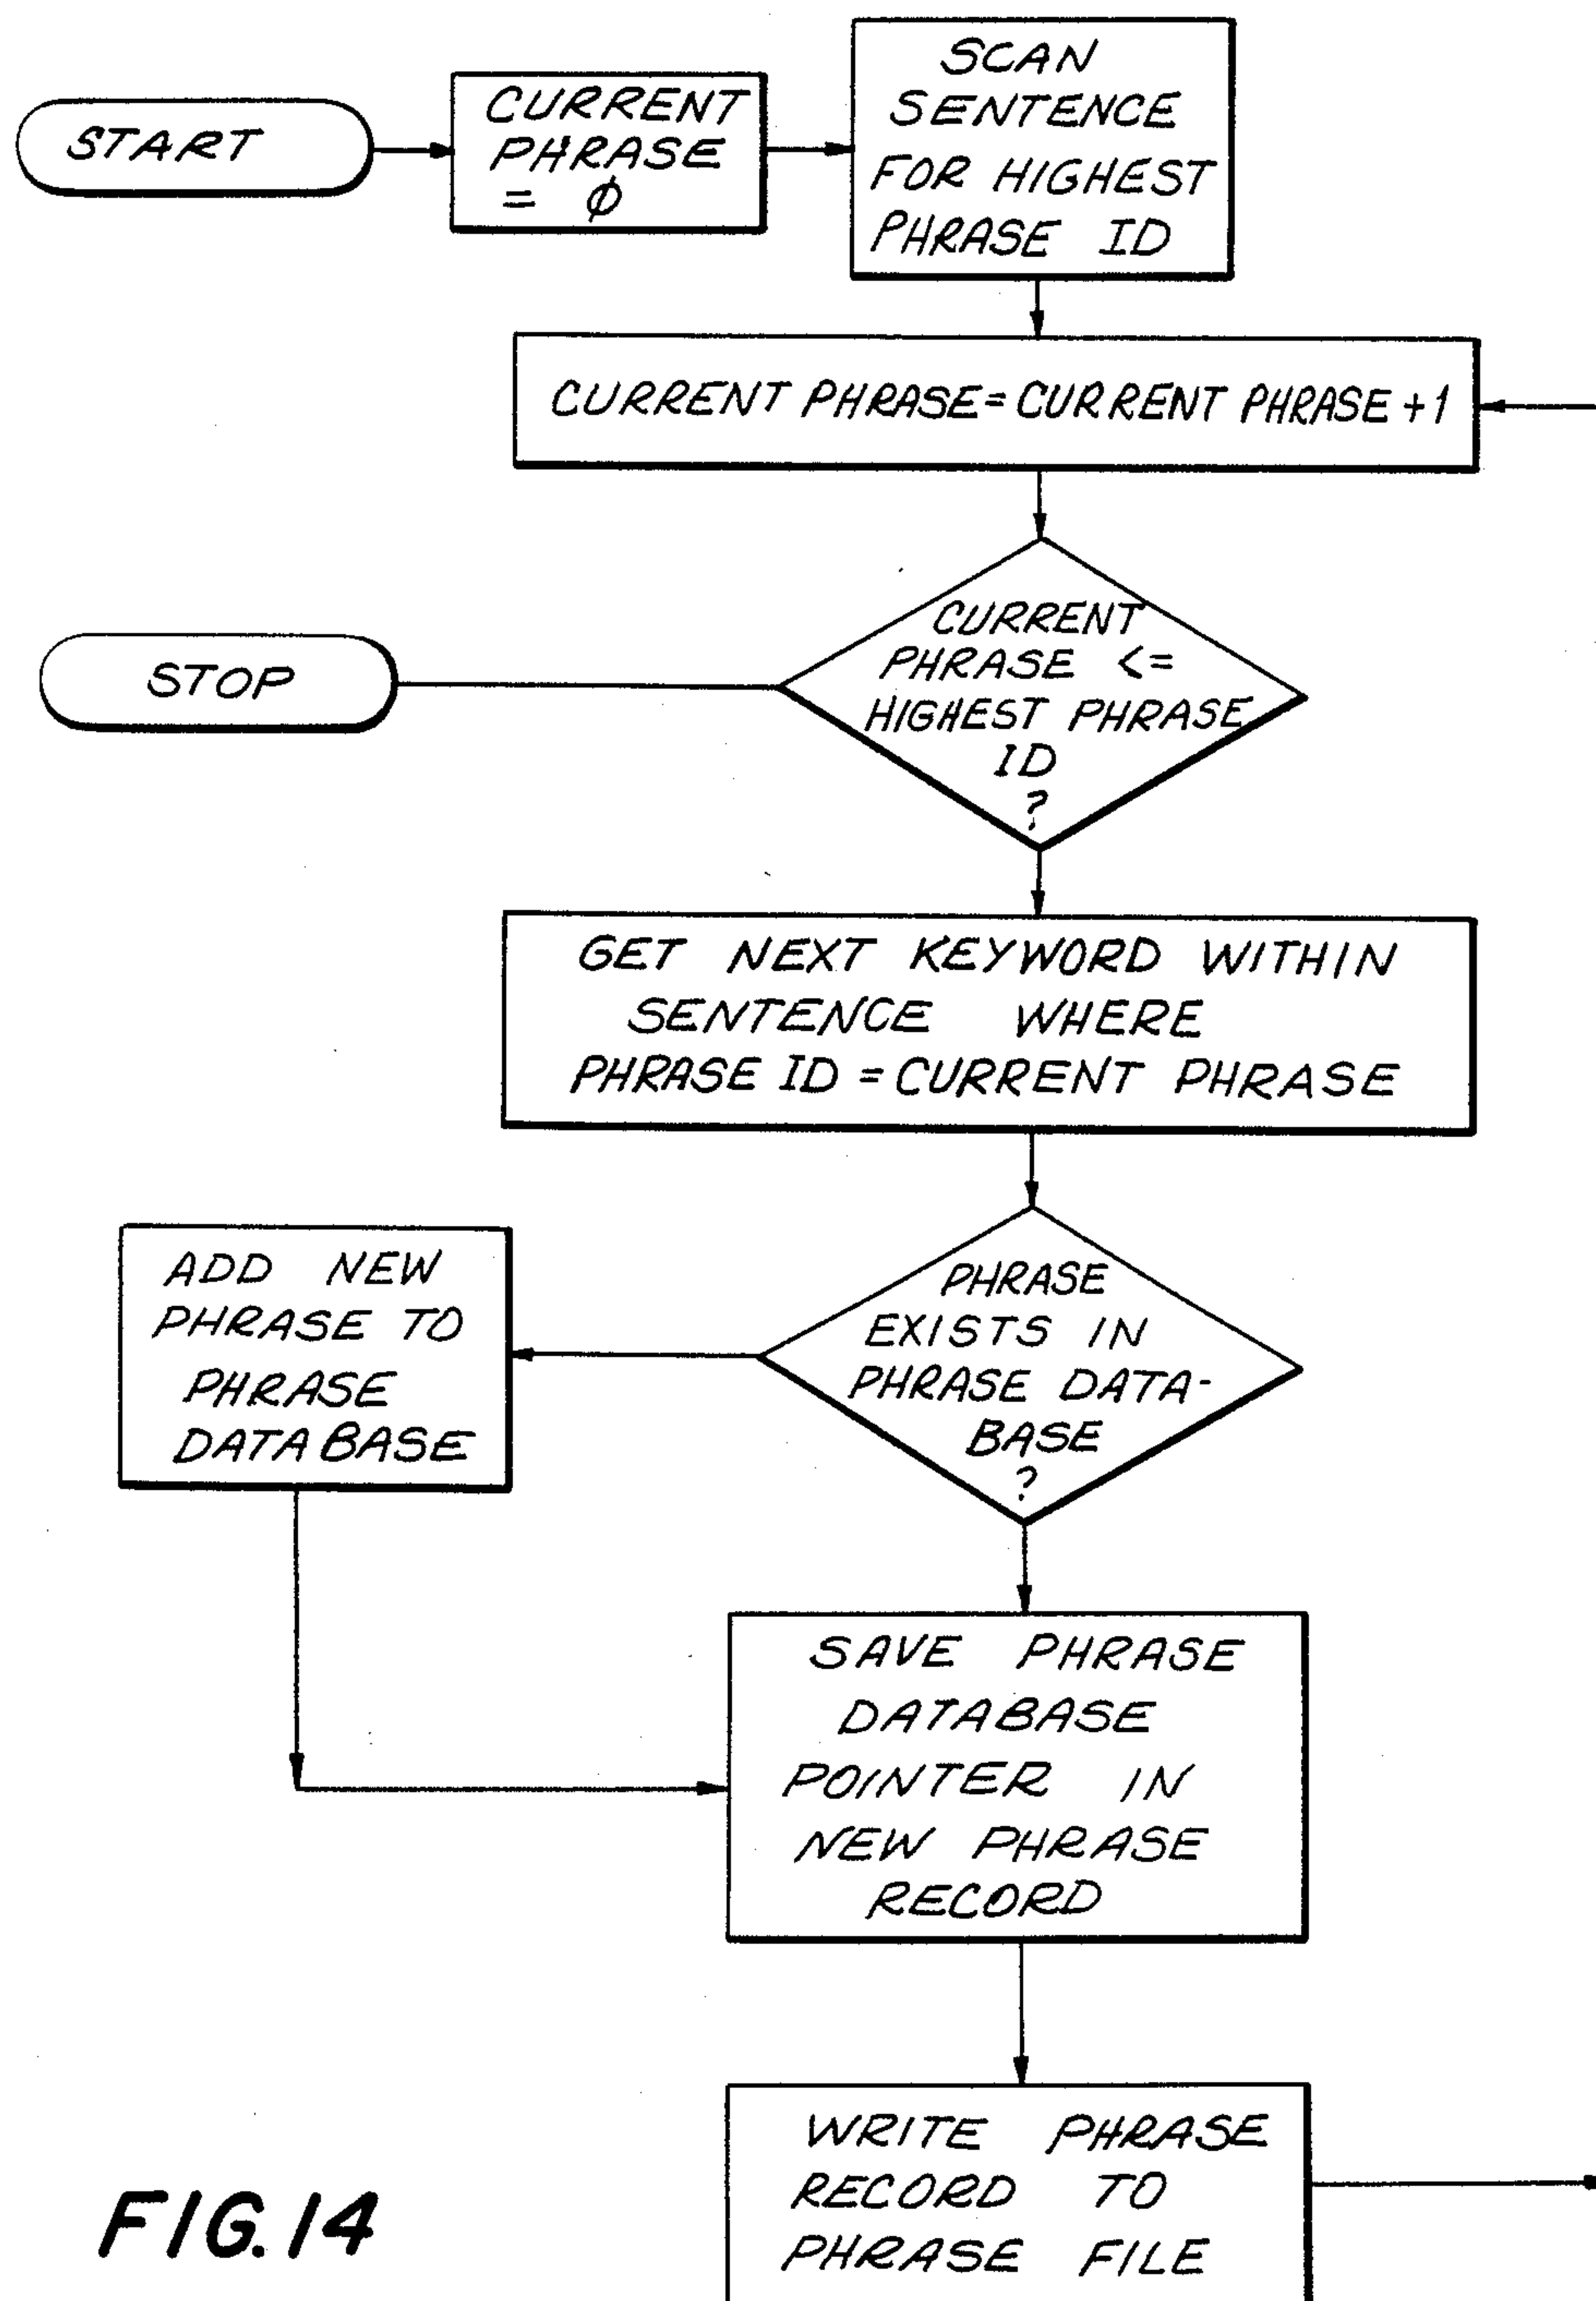 START
CURRENT
PHRASE
= φ
SCAN
SENTENCE
FOR HIGHEST
PHRASE ID
CURRENT PHRASE = CURRENT PHRASE +1
CURRENT
PHRASE <=
HIGHEST PHRASE
ID
?
STOP
GET NEXT KEYWORD WITHIN
SENTENCE WHERE
PHRASE ID = CURRENT PHRASE
PHRASE
EXISTS IN
PHRASE DATA-
BASE
?
ADD NEW
PHRASE TO
PHRASE
DATABASE
SAVE PHRASE
DATABASE
POINTER IN
NEW PHRASE
RECORD
WRITE PHRASE
RECORD TO
PHRASE FILE
FIG. 14